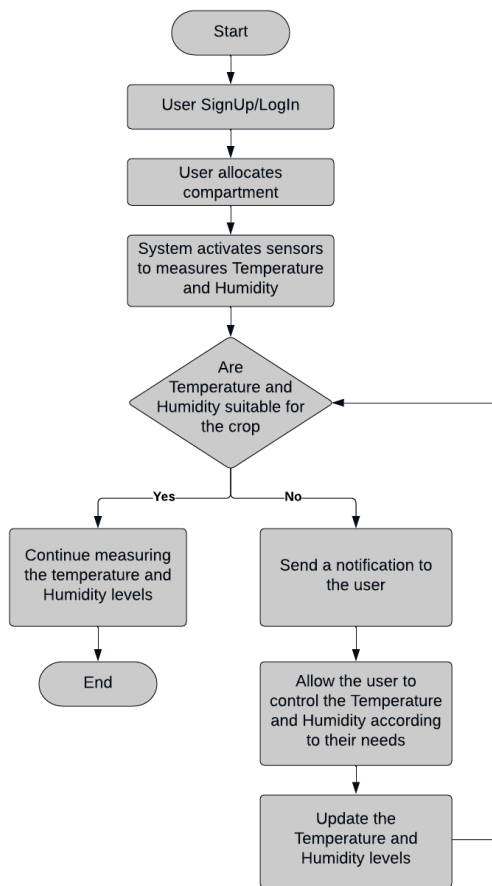 Start
User SignUp/LogIn
User allocates
compartment
System activates sensors
to measures Temperature
and Humidity
Are
Temperature and
Humidity suitable for
the crop
Yes
No
Continue measuring
the temperature and
Humidity levels
Send a notification to
the user
End
Allow the user to
control the Temperature
and Humidity according
to their needs
Update the
Temperature and
Humidity levels